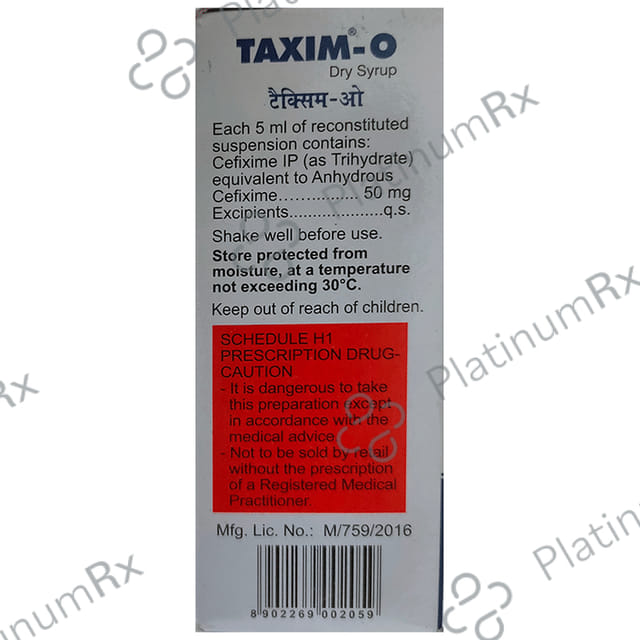 TAXIM®-O
Dry Syrup
टैक्सिम-ओ
Each 5 ml of reconstituted
suspension contains:
Cefixime IP (as Trihydrate)
equivalent to Anhydrous
Cefixime................ 50 mg
Excipients....................q.s.
Shake well before use.
Store protected from
moisture, at a temperature
not exceeding 30°C.
Keep out of reach of children.
SCHEDULE H1
PRESCRIPTION DRUG-
CAUTION
- It is dangerous to take
this preparation except
in accordance with the
medical advice.
- Not to be sold by retail
without the prescription
of a Registered Medical
Practitioner.
Mfg. Lic. No.: M/759/2016
8 902269 002059
PlatinumRx
PlatinumRx
PlatinumRx
PlatinumRx
Rx
PlatinumRx